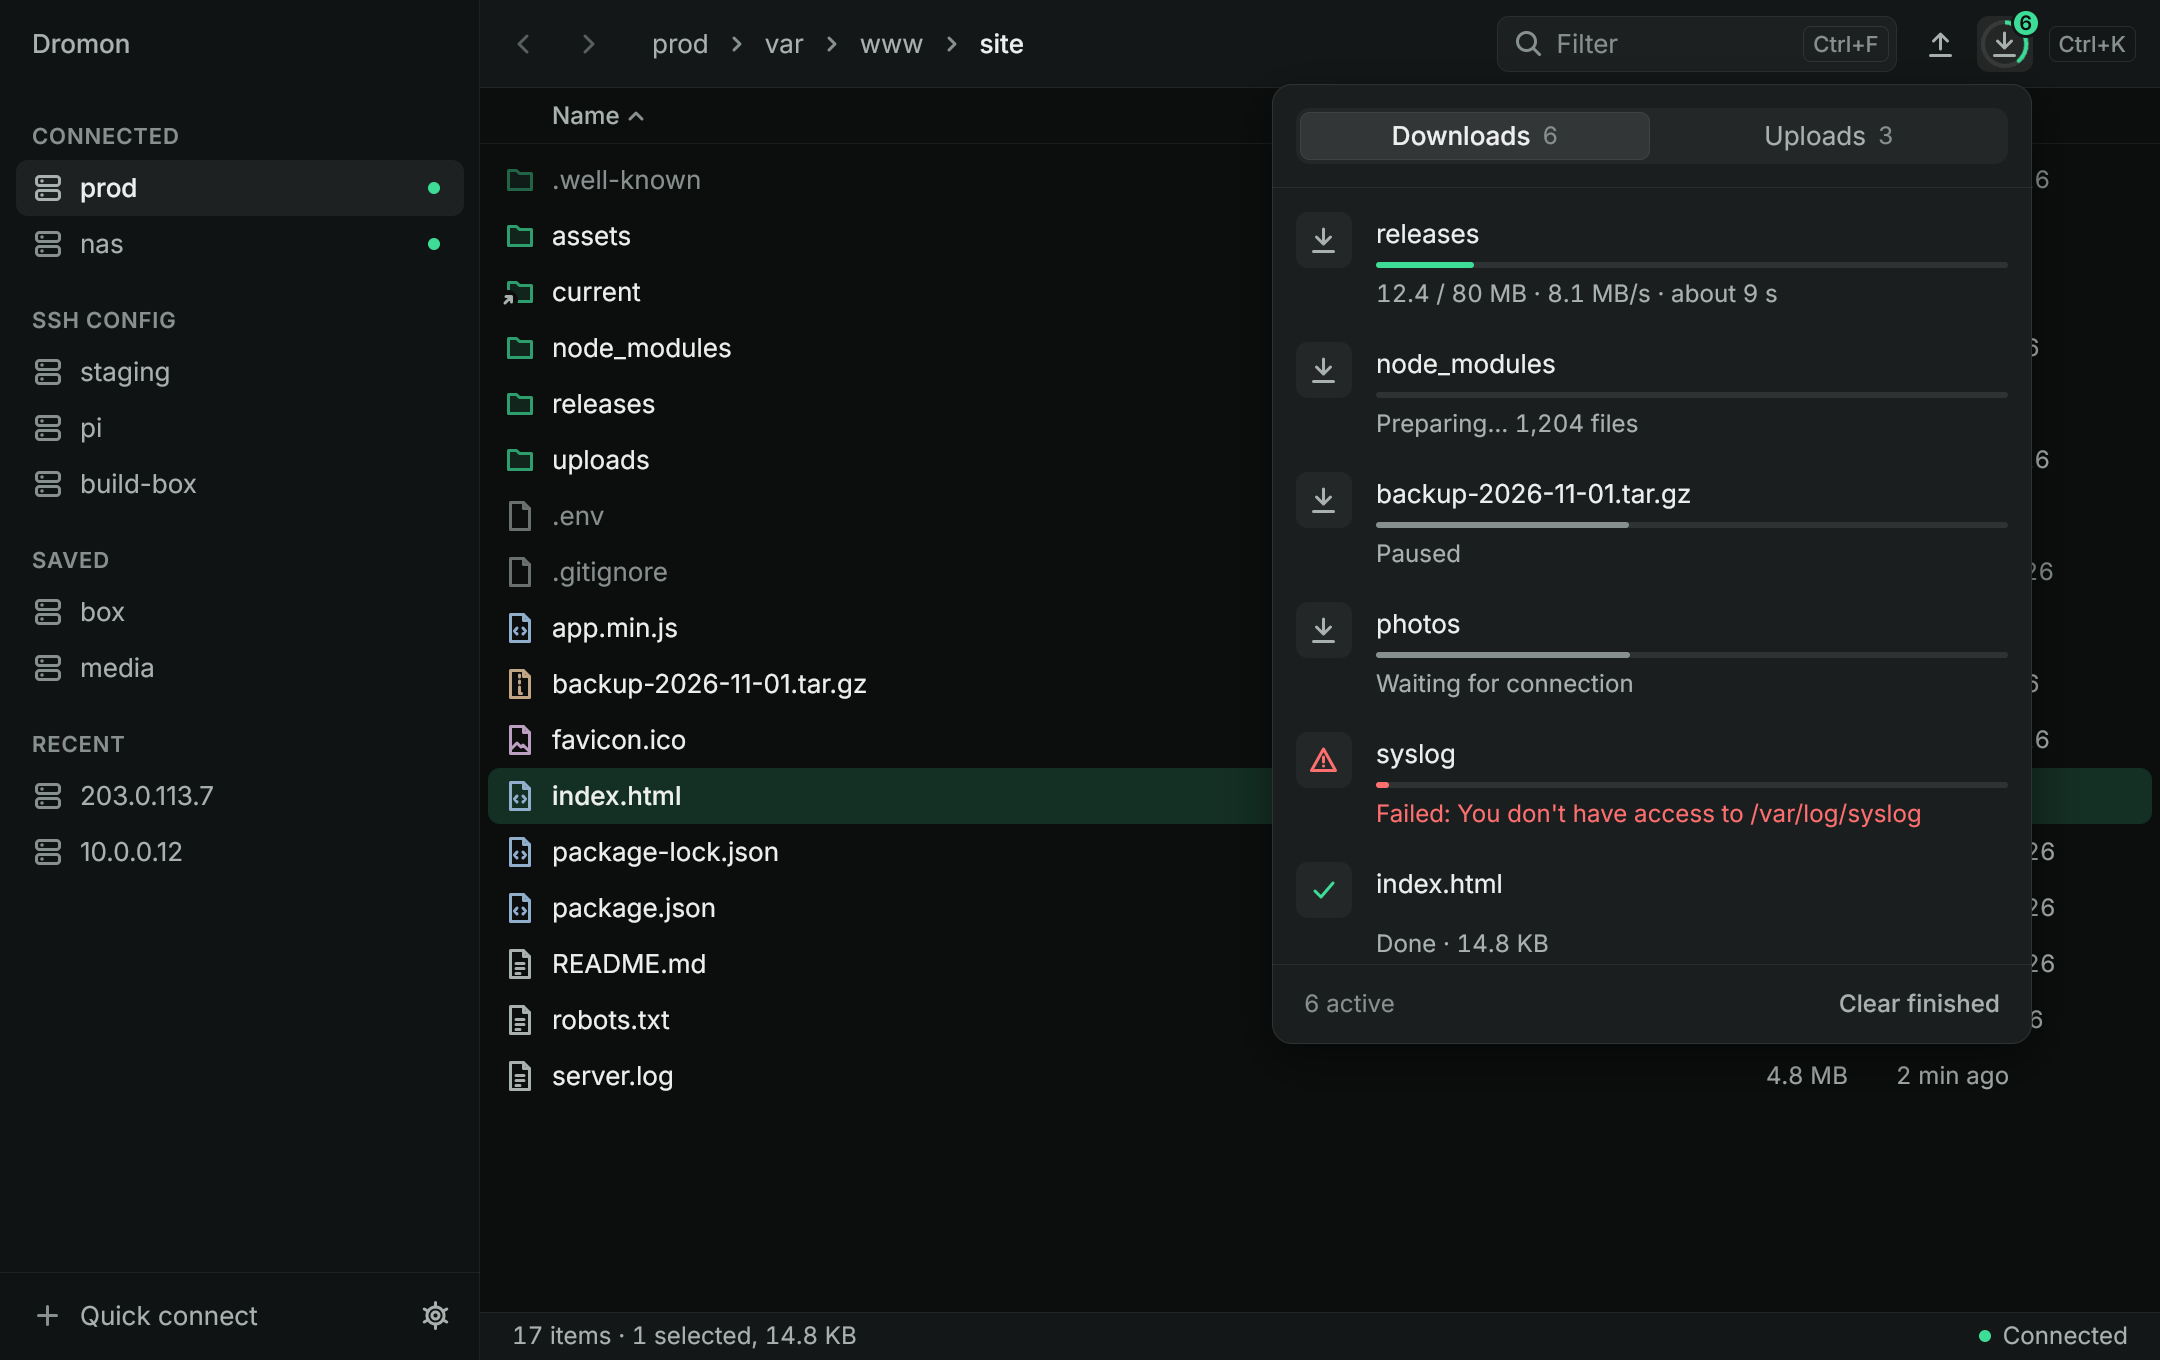 Dromon
CONNECTED
prod
nas
SSH CONFIG
staging
pi
build-box
SAVED
box
media
RECENT
203.0.113.7
10.0.0.12
Quick connect
prod > var > www > site
Filter
Ctrl+F
6
Ctrl+K
Name
.well-known
assets
current
node_modules
releases
uploads
.env
.gitignore
app.min.js
backup-2026-11-01.tar.gz
favicon.ico
index.html
package-lock.json
package.json
README.md
robots.txt
server.log
4.8 MB
2 min ago
Downloads 6
Uploads 3
releases
12.4 / 80 MB · 8.1 MB/s · about 9 s
node_modules
Preparing... 1,204 files
backup-2026-11-01.tar.gz
Paused
photos
Waiting for connection
syslog
Failed: You don't have access to /var/log/syslog
index.html
Done · 14.8 KB
6 active
Clear finished
17 items · 1 selected, 14.8 KB
Connected